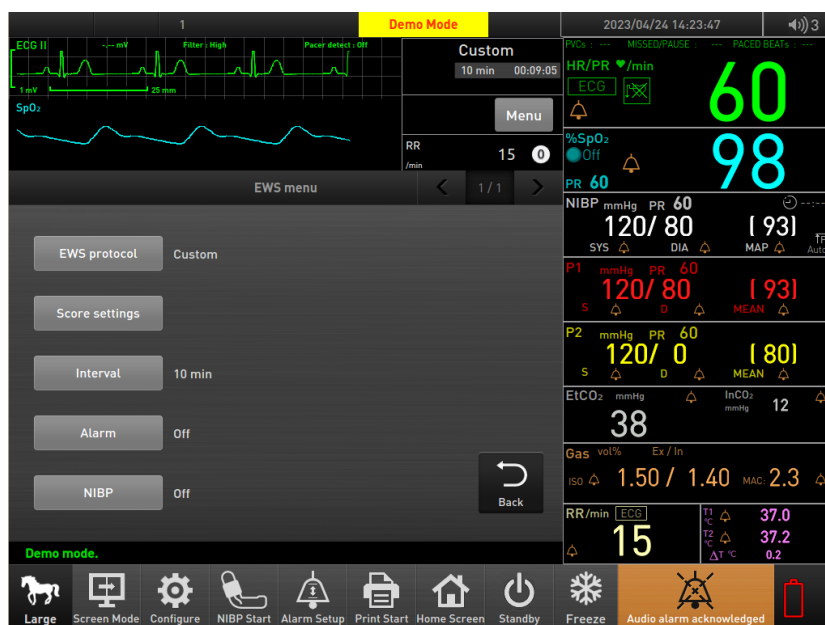 1
Demo Mode
2023/04/24 14:23:47
3
ECG II
-.-- mV
Filter : High
Pacer detect : Off
1 mV
25 mm
SpO₂
Custom
10 min 00:09:05
Menu
RR
/min
15 0
EWS menu
1/1
EWS protocol Custom
Score settings
Interval 10 min
Alarm Off
NIBP Off
Back
Demo mode.
PVCs : --- MISSED/PAUSE : --- PACED BEATs : ---
HR/PR ♥/min
ECG
60
%SpO₂
Off
98
PR 60
NIBP mmHg PR 60 --:--
120/ 80 ( 93)
SYS DIA MAP Auto
P1 mmHg PR 60
120/ 80 ( 93)
S D MEAN
P2 mmHg PR 60
120/ 0 ( 80)
S D MEAN
EtCO₂ mmHg
38
InCO₂
mmHg 12
Gas vol% Ex / In
ISO 1.50 / 1.40 MAC: 2.3
RR/min ECG
15
T1
°C 37.0
T2
°C 37.2
ΔT °C 0.2
Large
Screen Mode
Configure
NIBP Start
Alarm Setup
Print Start
Home Screen
Standby
Freeze
Audio alarm acknowledged